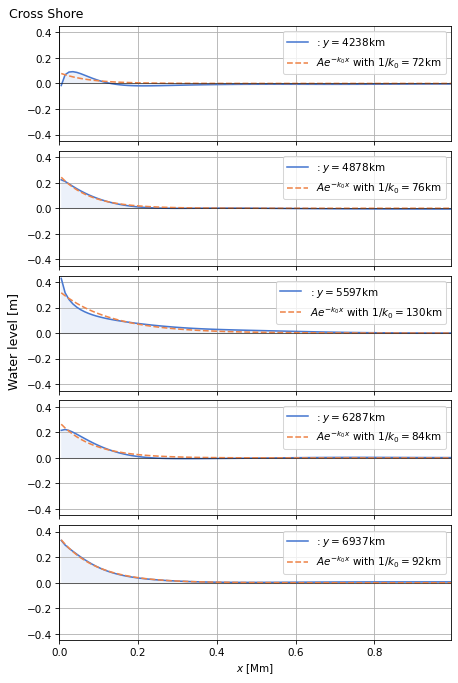 Cross Shore
0.4
0.2
0.0
−0.2
−0.4
: y = 4238km
Ae^{−k₀x} with 1/k₀ = 72km
0.4
0.2
0.0
−0.2
−0.4
: y = 4878km
Ae^{−k₀x} with 1/k₀ = 76km
Water level [m]
0.4
0.2
0.0
−0.2
−0.4
: y = 5597km
Ae^{−k₀x} with 1/k₀ = 130km
0.4
0.2
0.0
−0.2
−0.4
: y = 6287km
Ae^{−k₀x} with 1/k₀ = 84km
0.4
0.2
0.0
−0.2
−0.4
: y = 6937km
Ae^{−k₀x} with 1/k₀ = 92km
0.0 0.2 0.4 0.6 0.8
x [Mm]